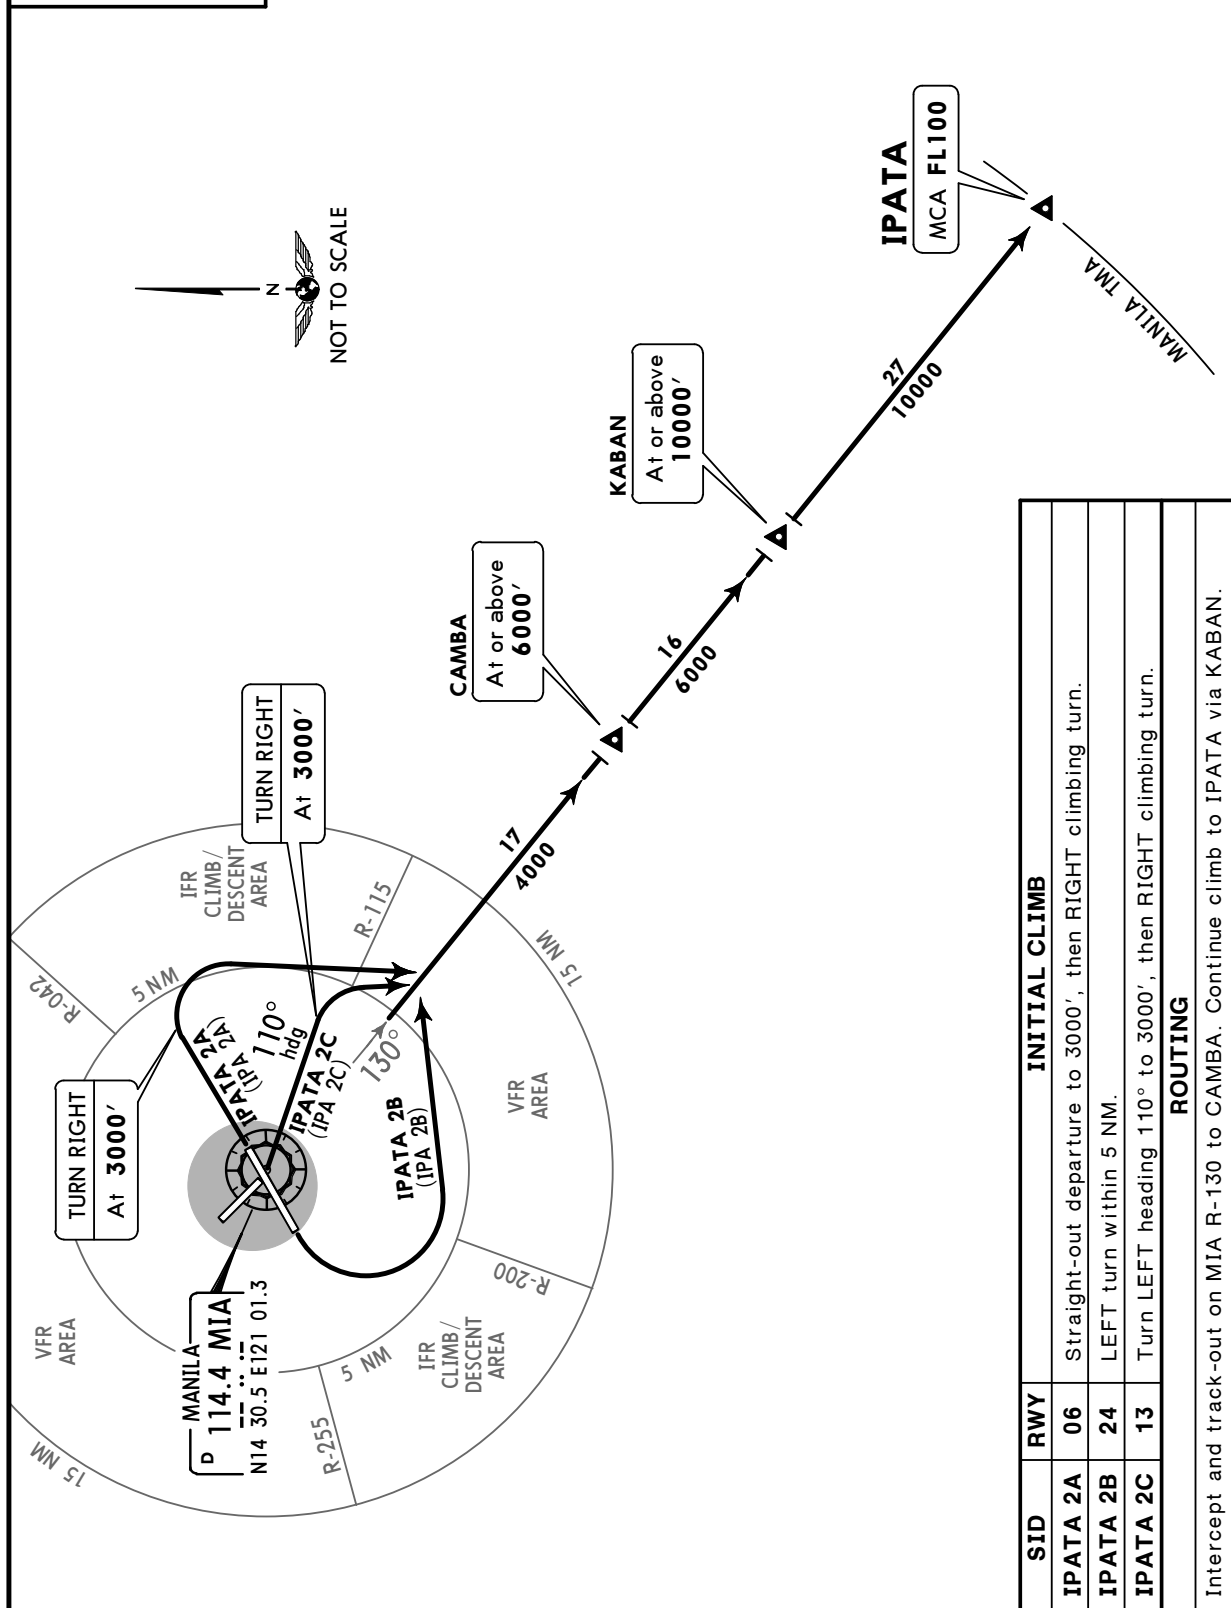 NOT TO SCALE
N
IPATA
MCA FL100
MANILA TMA
27
10000
KABAN
At or above
10000'
16
6000
CAMBA
At or above
6000'
17
4000
TURN RIGHT
At 3000'
TURN RIGHT
At 3000'
IFR
CLIMB/
DESCENT
AREA
R-042
R-115
5 NM
15 NM
IPATA 2A
(IPA 2A)
110°
hdg
IPATA 2C
(IPA 2C)
130°
IPATA 2B
(IPA 2B)
VFR
AREA
VFR
AREA
MANILA
D 114.4 MIA
N14 30.5 E121 01.3
15 NM
R-255
5 NM
IFR
CLIMB/
DESCENT
AREA
R-200
SID RWY INITIAL CLIMB
IPATA 2A 06 Straight-out departure to 3000', then RIGHT climbing turn.
IPATA 2B 24 LEFT turn within 5 NM.
IPATA 2C 13 Turn LEFT heading 110° to 3000', then RIGHT climbing turn.
ROUTING
Intercept and track-out on MIA R-130 to CAMBA. Continue climb to IPATA via KABAN.